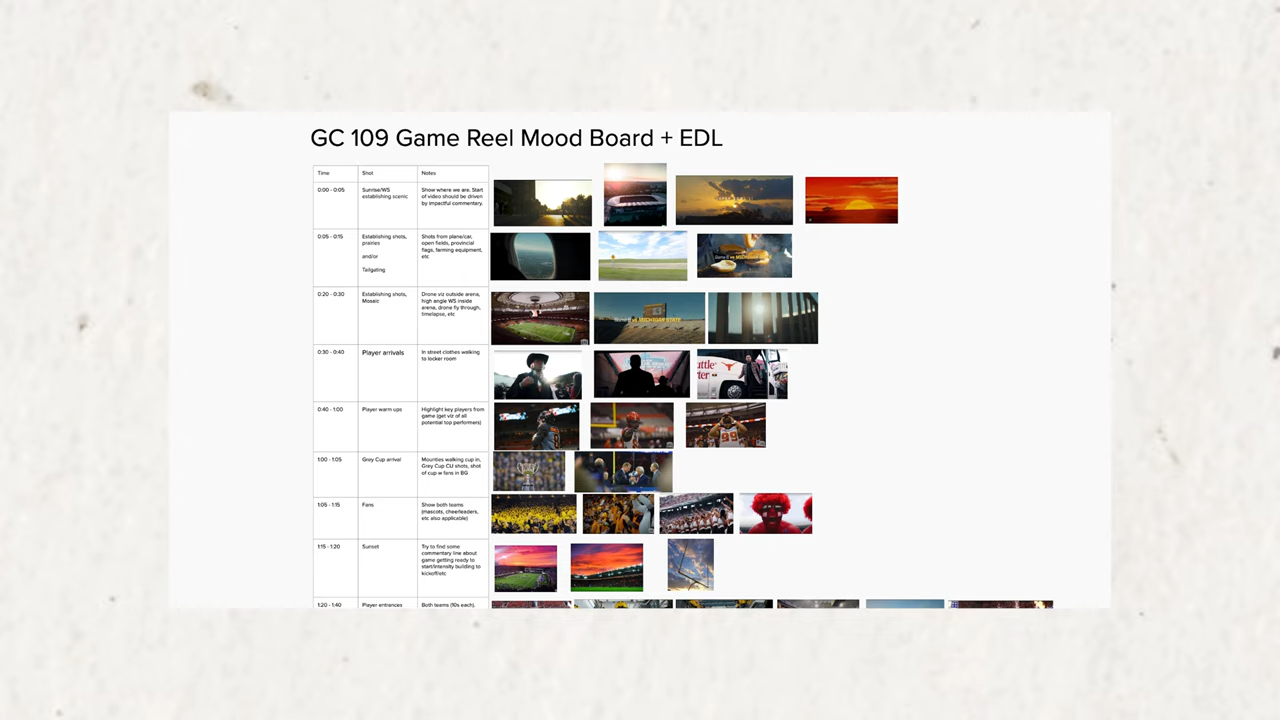 GC 109 Game Reel Mood Board + EDL
Time Shot Notes
0:00 - 0:05 Sunrise/WS Show where we are. Start
establishing scenic of video should be driven
by impactful commentary.
0:05 - 0:15 Establishing shots, Shots from plane/car,
prairies open fields, provincial
flags, farming equipment,
and/or etc
Tailgating
Game 8 vs MICHIGAN
0:20 - 0:30 Establishing shots, Drone viz outside arena,
Mosaic high angle WS inside
arena, drone fly through,
timelapse, etc
MICHIGAN STATE
0:30 - 0:40 Player arrivals In street clothes walking
to locker room
0:40 - 1:00 Player warm ups Highlight key players from
game (get viz of all
potential top performers)
99
1:00 - 1:05 Grey Cup arrival Mounties walking cup in,
Grey Cup CU shots, shot
of cup w fans in BG
1:05 - 1:15 Fans Show both teams
(mascots, cheerleaders,
etc also applicable)
1:15 - 1:20 Sunset Try to find some
commentary line about
game getting ready to
start/intensity building to
kickoff/etc
1:20 - 1:40 Player entrances Both teams (10s each).